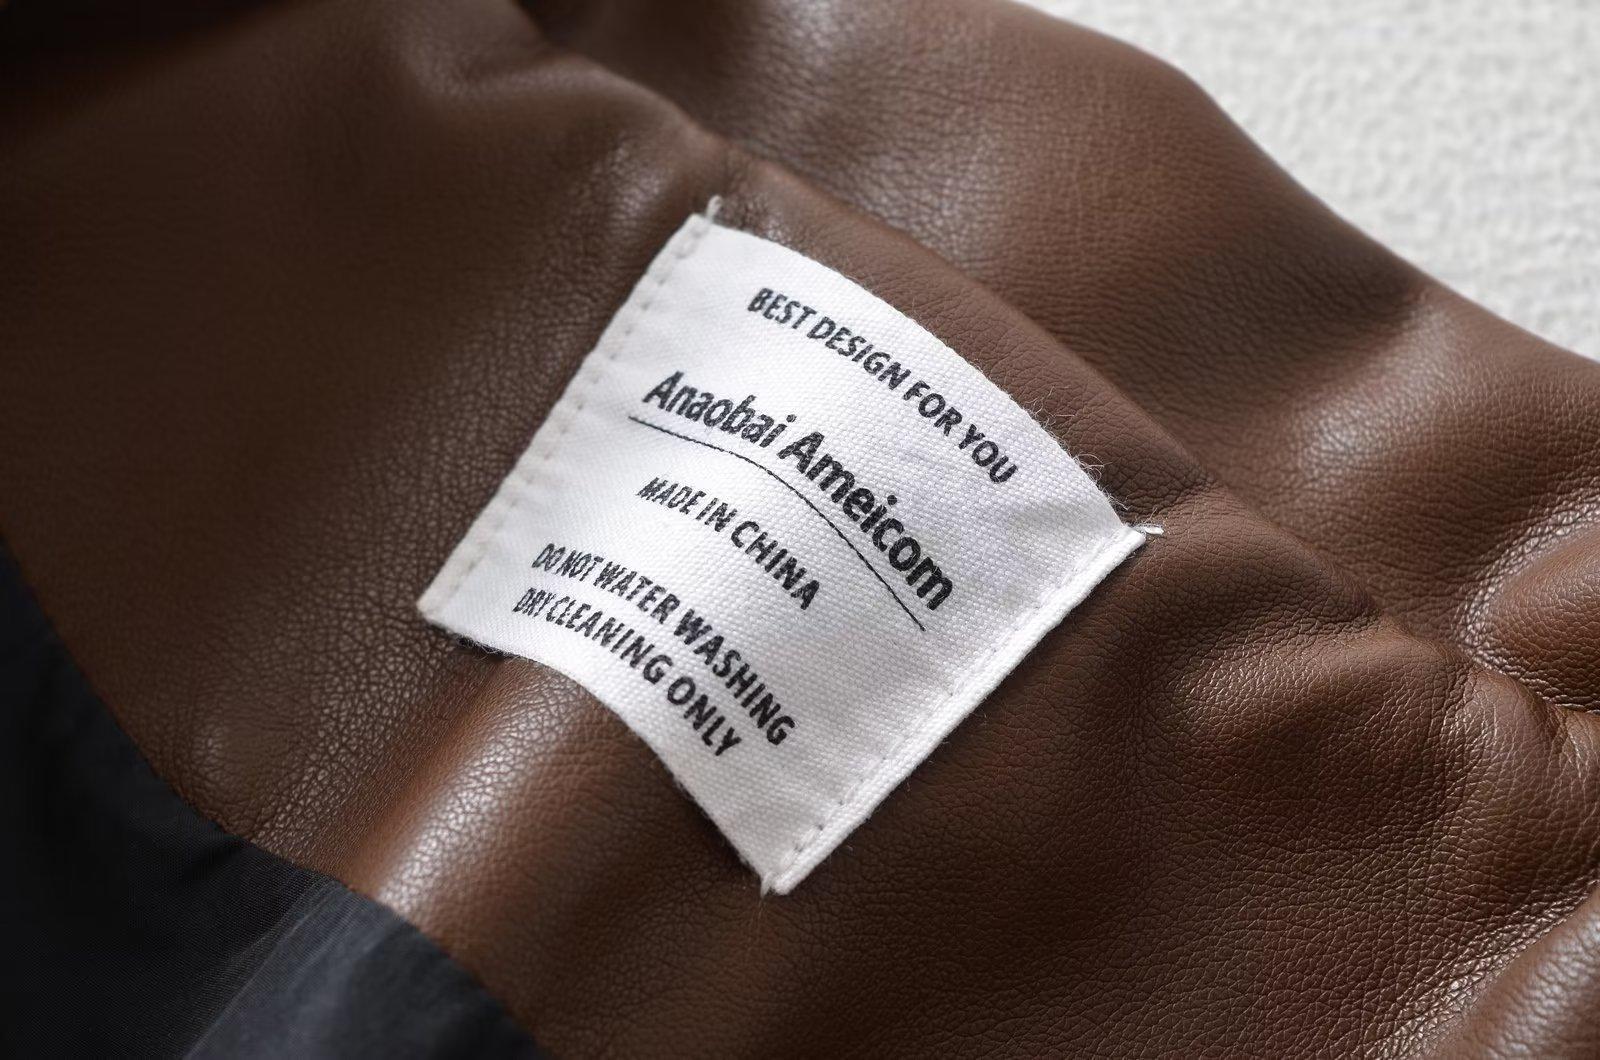 BEST DESIGN FOR YOU
Anaobai Ameicom
MADE IN CHINA
DO NOT WATER WASHING
DRY CLEANING ONLY